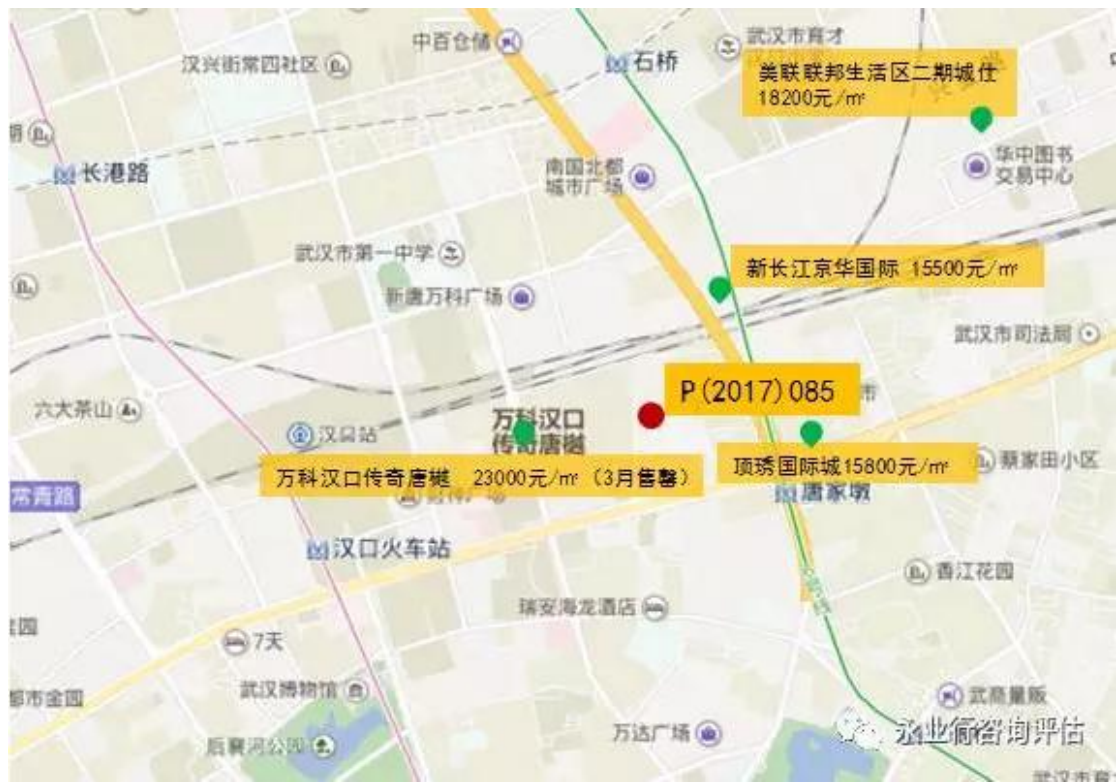 中百仓储
石桥
武汉市育才
汉兴街常四社区
美联联邦生活区二期城仕
18200元/㎡
期
长港路
南国北都
城市广场
华中图书
交易中心
武汉市第一中学
新唐万科广场
新长江京华国际 15500元/㎡
武汉市司法局
P(2017)085
市
六大茶山
汉口站
万科汉口
传奇唐樾
万科汉口传奇唐樾 23000元/㎡（3月售罄）
顶琇国际城15800元/㎡
蔡家田小区
常青路
唐家墩
汉口火车站
香江花园
瑞安海龙酒店
7天
都市金园
武汉博物馆
武商量贩
后襄河公园
万达广场
永业行咨询评估